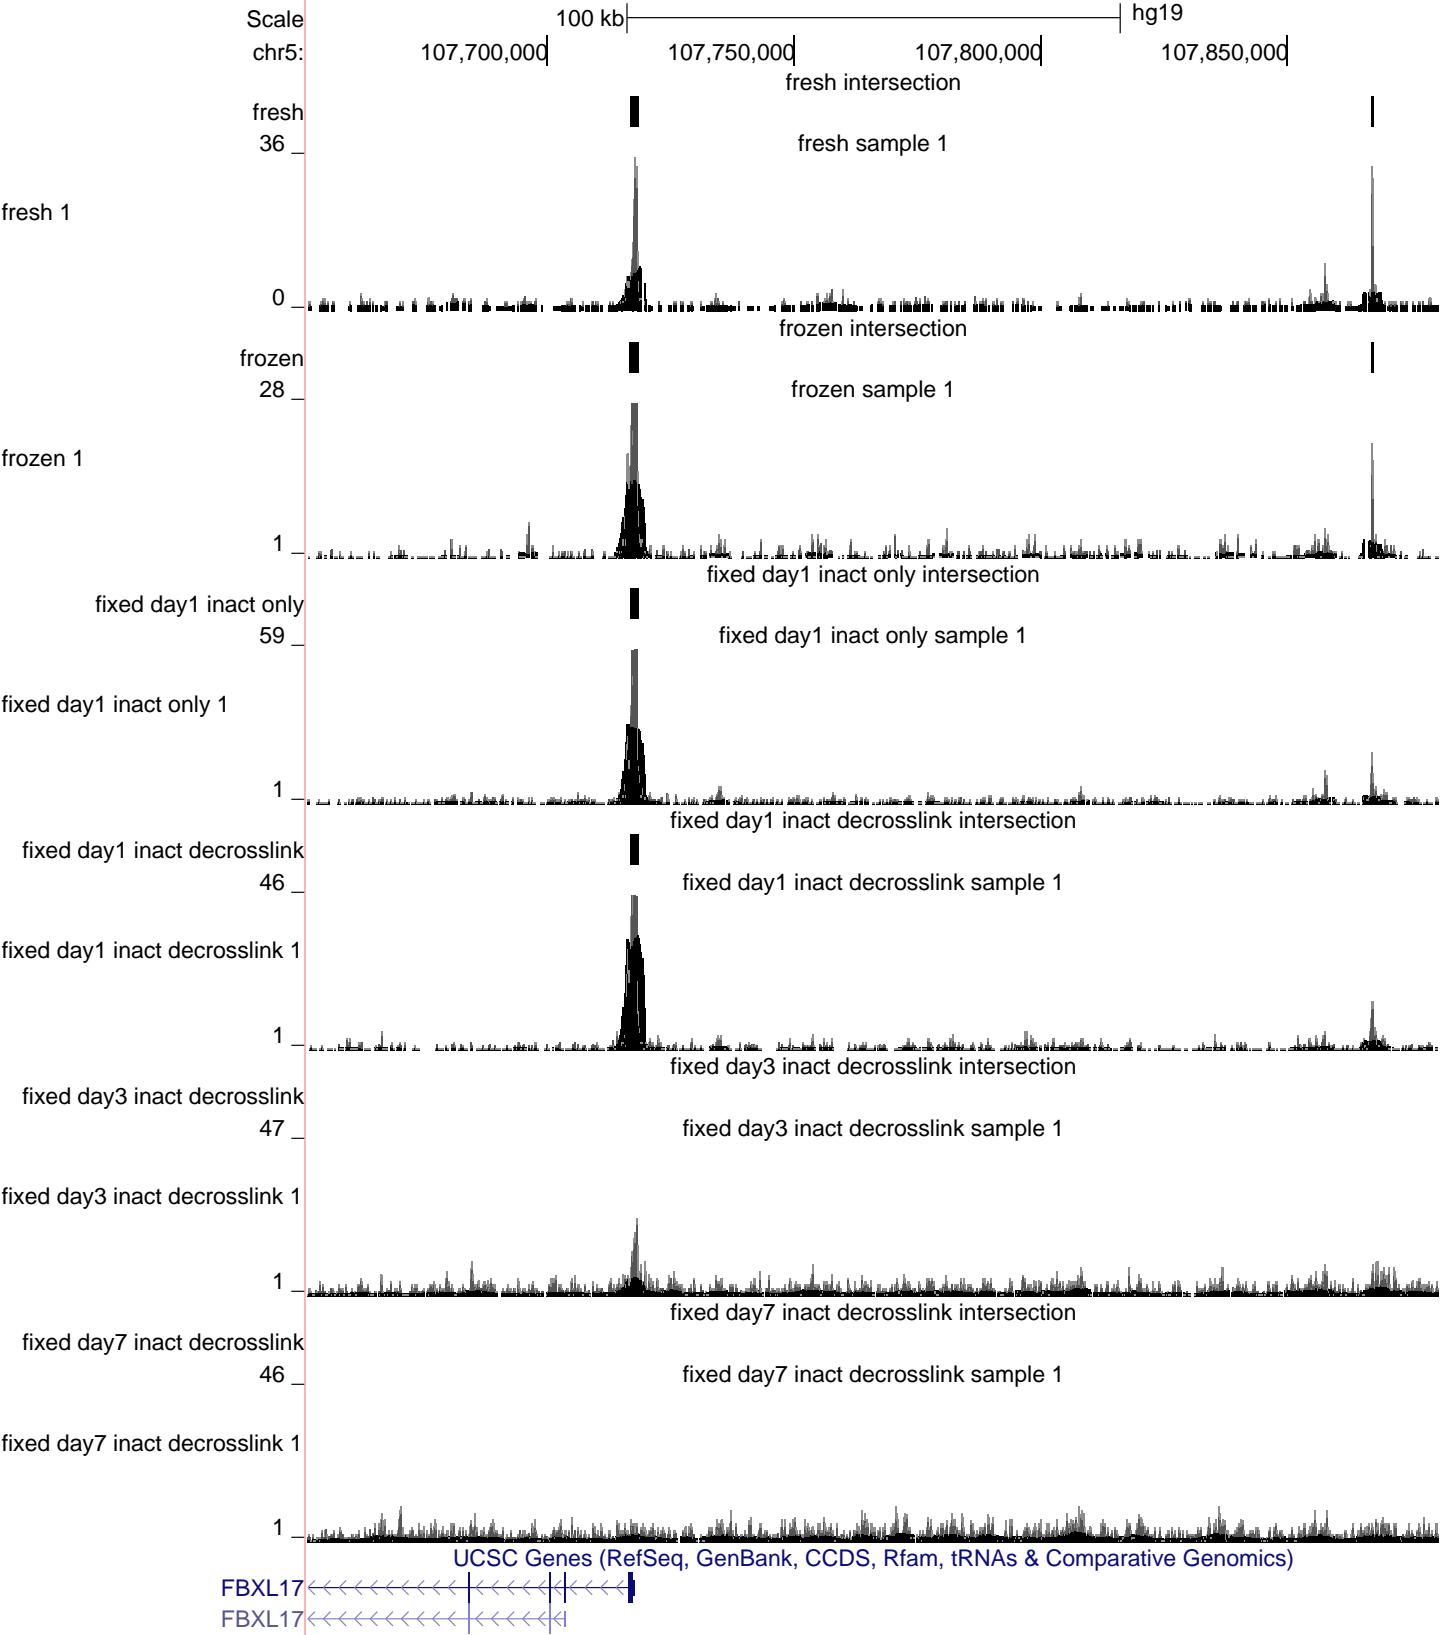 Scale 100 kb hg19
chr5: 107,700,000 107,750,000 107,800,000 107,850,000
fresh intersection
fresh
36 fresh sample 1
fresh 1
0
frozen intersection
frozen
28 frozen sample 1
frozen 1
1
fixed day1 inact only intersection
fixed day1 inact only
59 fixed day1 inact only sample 1
fixed day1 inact only 1
1
fixed day1 inact decrosslink intersection
fixed day1 inact decrosslink
46 fixed day1 inact decrosslink sample 1
fixed day1 inact decrosslink 1
1
fixed day3 inact decrosslink intersection
fixed day3 inact decrosslink
47 fixed day3 inact decrosslink sample 1
fixed day3 inact decrosslink 1
1
fixed day7 inact decrosslink intersection
fixed day7 inact decrosslink
46 fixed day7 inact decrosslink sample 1
fixed day7 inact decrosslink 1
1
UCSC Genes (RefSeq, GenBank, CCDS, Rfam, tRNAs & Comparative Genomics)
FBXL17
FBXL17